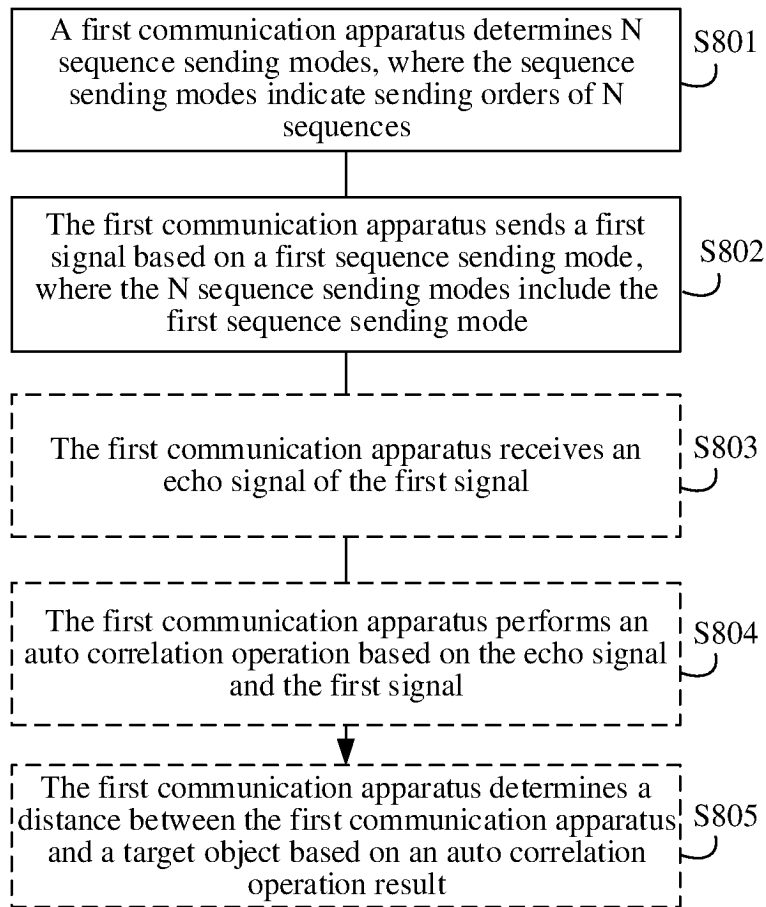 A first communication apparatus determines N
sequence sending modes, where the sequence
sending modes indicate sending orders of N
sequences
S801
The first communication apparatus sends a first
signal based on a first sequence sending mode,
where the N sequence sending modes include the
first sequence sending mode
S802
The first communication apparatus receives an
echo signal of the first signal
S803
The first communication apparatus performs an
auto correlation operation based on the echo signal
and the first signal
S804
The first communication apparatus determines a
distance between the first communication apparatus
and a target object based on an auto correlation
operation result
S805